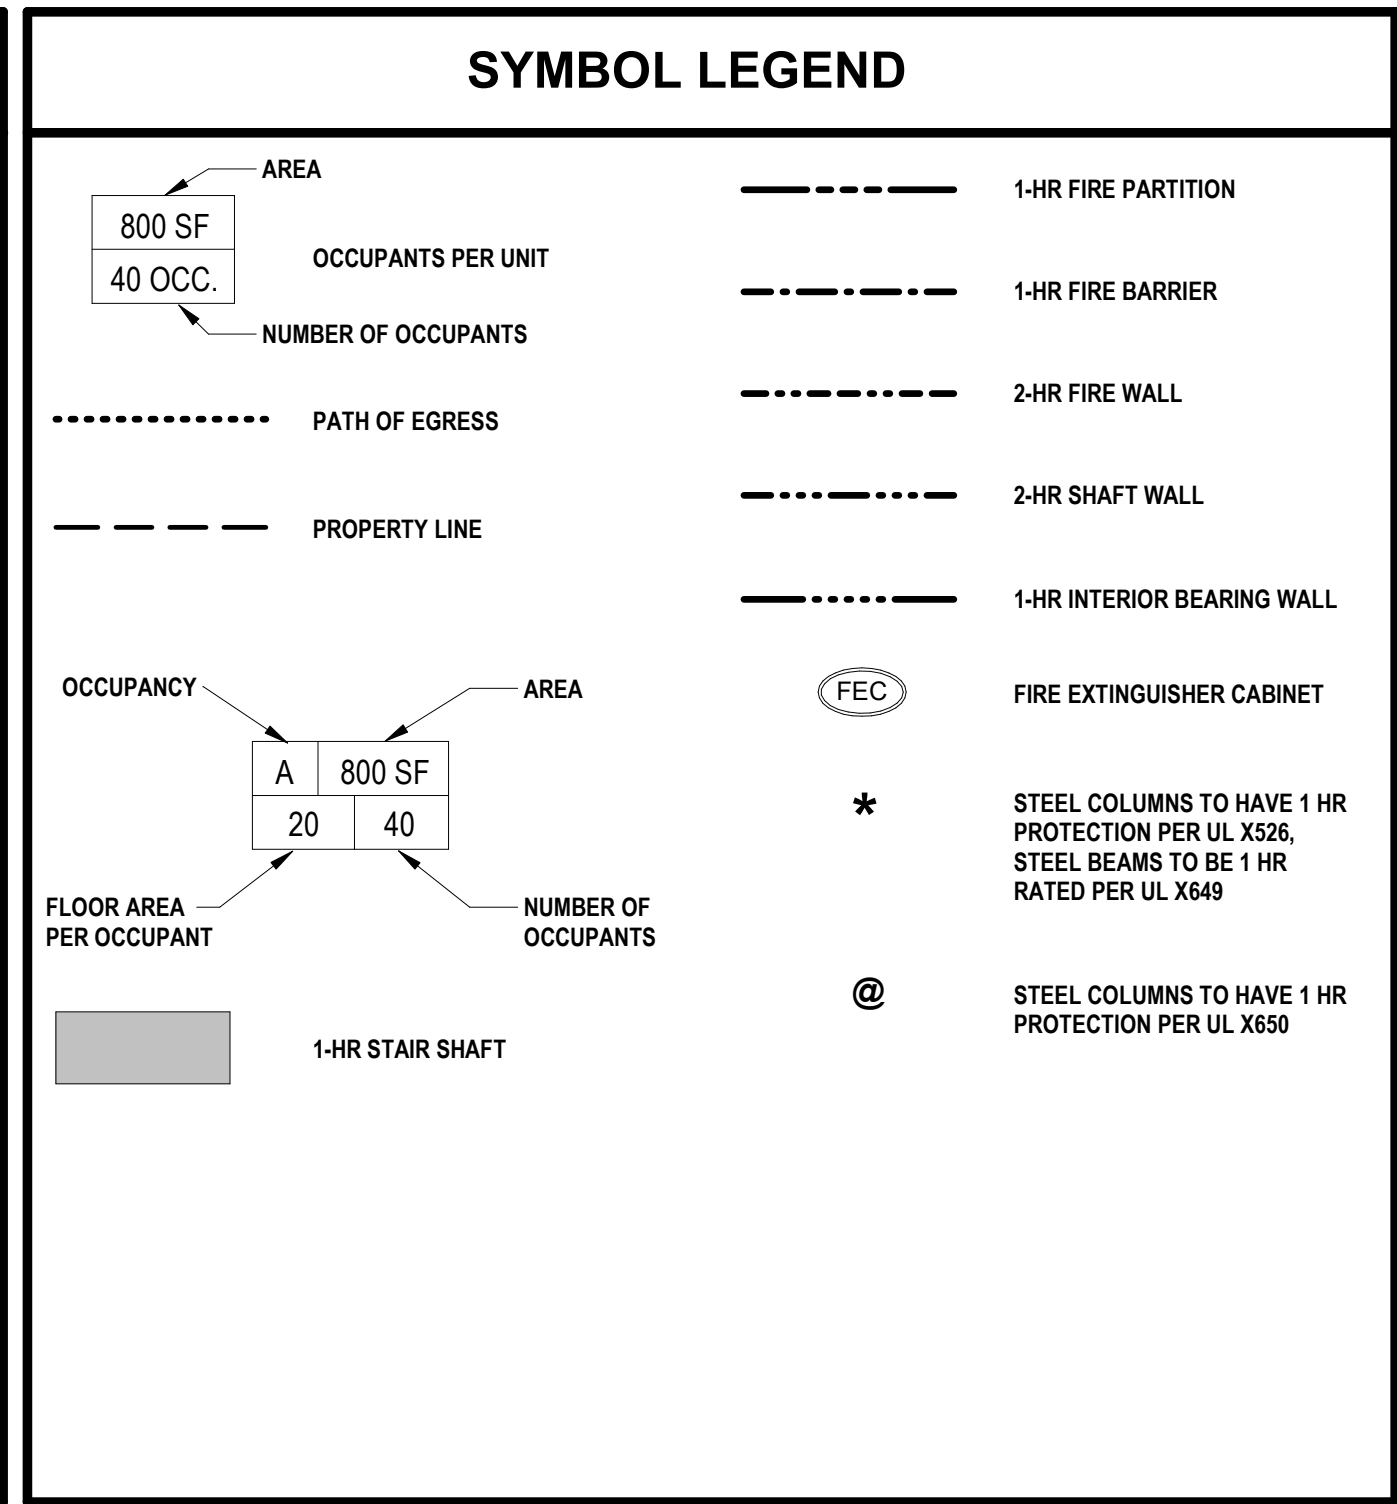 SYMBOL LEGEND
AREA
800 SF
40 OCC.
OCCUPANTS PER UNIT
NUMBER OF OCCUPANTS
PATH OF EGRESS
PROPERTY LINE
OCCUPANCY
AREA
A 800 SF
20 40
FLOOR AREA
PER OCCUPANT
NUMBER OF
OCCUPANTS
1-HR STAIR SHAFT
1-HR FIRE PARTITION
1-HR FIRE BARRIER
2-HR FIRE WALL
2-HR SHAFT WALL
1-HR INTERIOR BEARING WALL
FEC FIRE EXTINGUISHER CABINET
* STEEL COLUMNS TO HAVE 1 HR
PROTECTION PER UL X526,
STEEL BEAMS TO BE 1 HR
RATED PER UL X649
@ STEEL COLUMNS TO HAVE 1 HR
PROTECTION PER UL X650